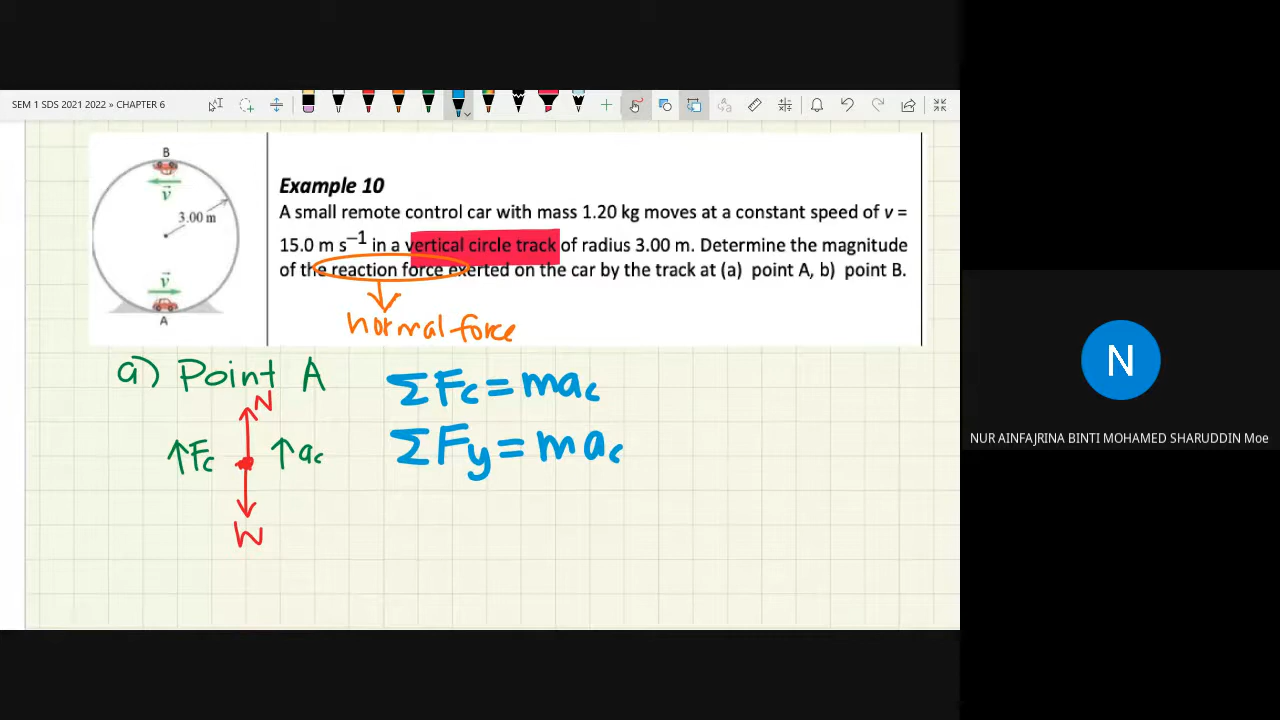 SEM 1 SDS 2021 2022 » CHAPTER 6
B
v
3.00 m
v
A
Example 10
A small remote control car with mass 1.20 kg moves at a constant speed of v =
15.0 m s⁻¹ in a vertical circle track of radius 3.00 m. Determine the magnitude
of the reaction force exerted on the car by the track at (a) point A, b) point B.
normal force
a) Point A
N
↑Fc ↑ac
W
ΣFc = mac
ΣFy = mac
N
NUR AINFAJRINA BINTI MOHAMED SHARUDDIN Moe